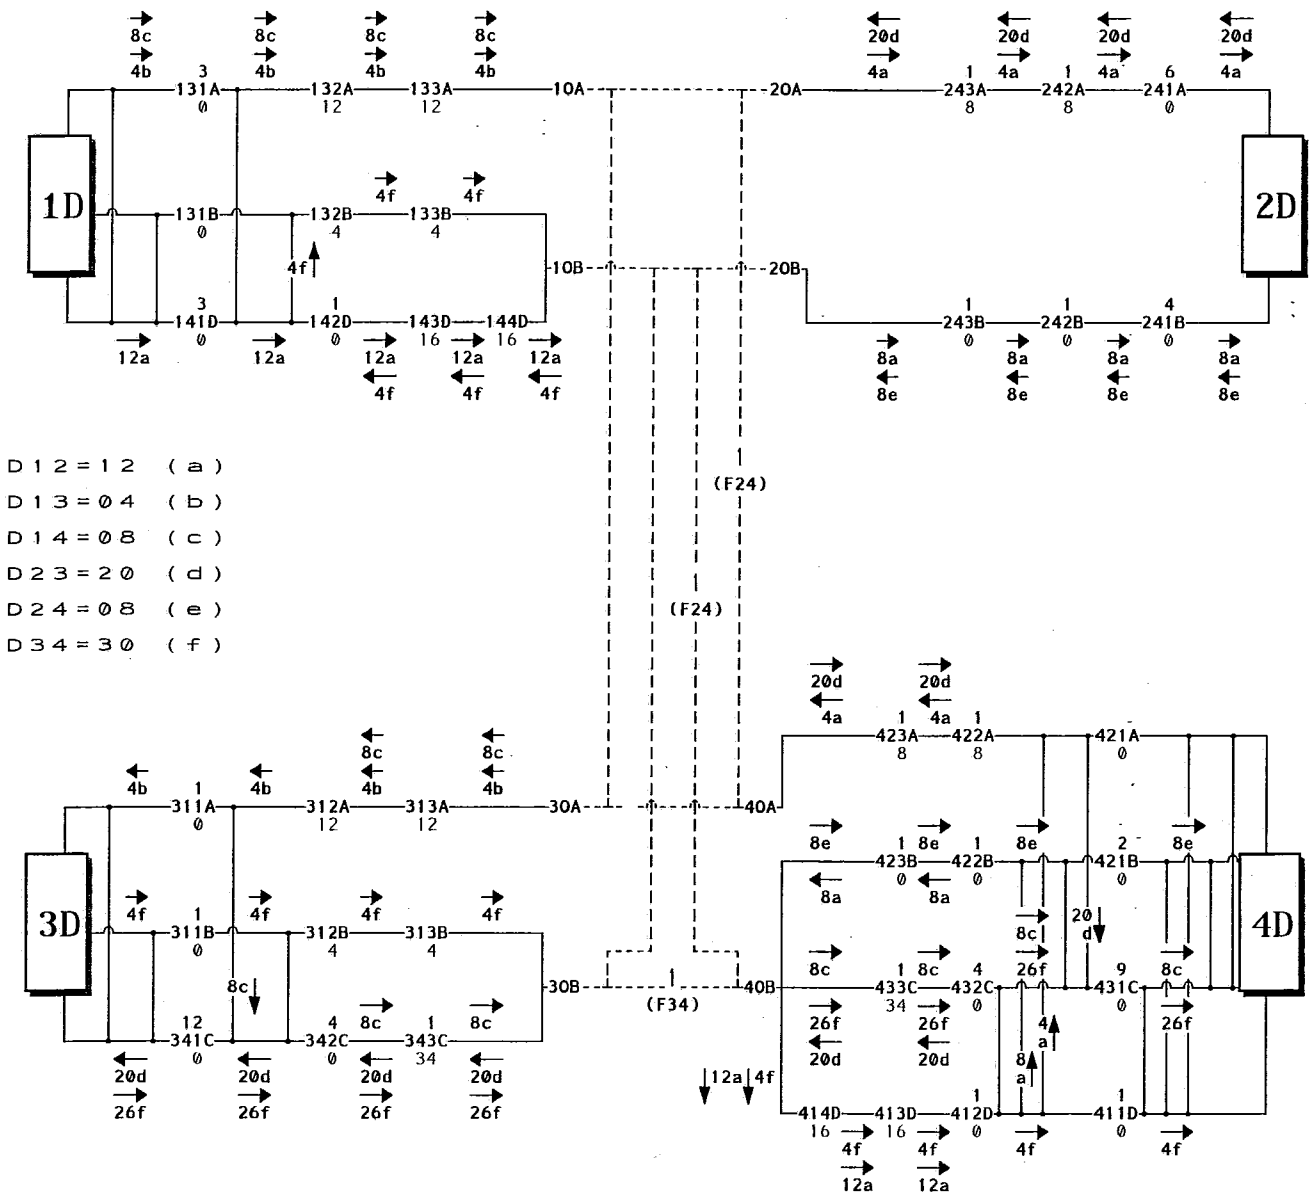 8c 8c 8c 8c 20d 20d 20d 20d
4b 4b 4b 4b 4a 4a 4a 4a
3 1 1 6
131A 132A 133A 10A 20A 243A 242A 241A
0 12 12 8 8 0
4f 4f
1D 2D
131B 132B 133B
0 4 4
4f 10B 20B
3 1 1 1 4
141D 142D 143D 144D 243B 242B 241B
0 0 16 16 0 0 0
12a 12a 12a 12a 12a 8a 8a 8a 8a
4f 4f 4f 8e 8e 8e 8e
D12=12 (a)
(F24)
D13=04 (b)
D14=08 (c)
D23=20 (d)
D24=08 (e)
(F24)
D34=30 (f)
20d 20d
4a 4a
1 1
423A 422A 421A
8 8 0
8c 8c
4b 4b 4b 4b
1
311A 312A 313A 30A 40A
0 12 12
8e 8e 8e 8e
1 1 2
423B 422B 421B
0 0 0
8a 8a
4f 4f 4f 4f
3D 4D
1
311B 312B 313B
0 4 4
20
d
8c
8c 8c 26f 8c
8c 30B 1 40B 1 4 9
433C 432C 431C
(F34) 34 0 0
26f 26f 26f
8c 8c
12 4 1
341C 342C 343C
0 0 34
20d 20d
4
a
8
a
20d 20d 20d 20d
26f 26f 26f 26f
12a 4f
1 1
414D 413D 412D 411D
16 16 0 0
4f 4f 4f 4f
12a 12a